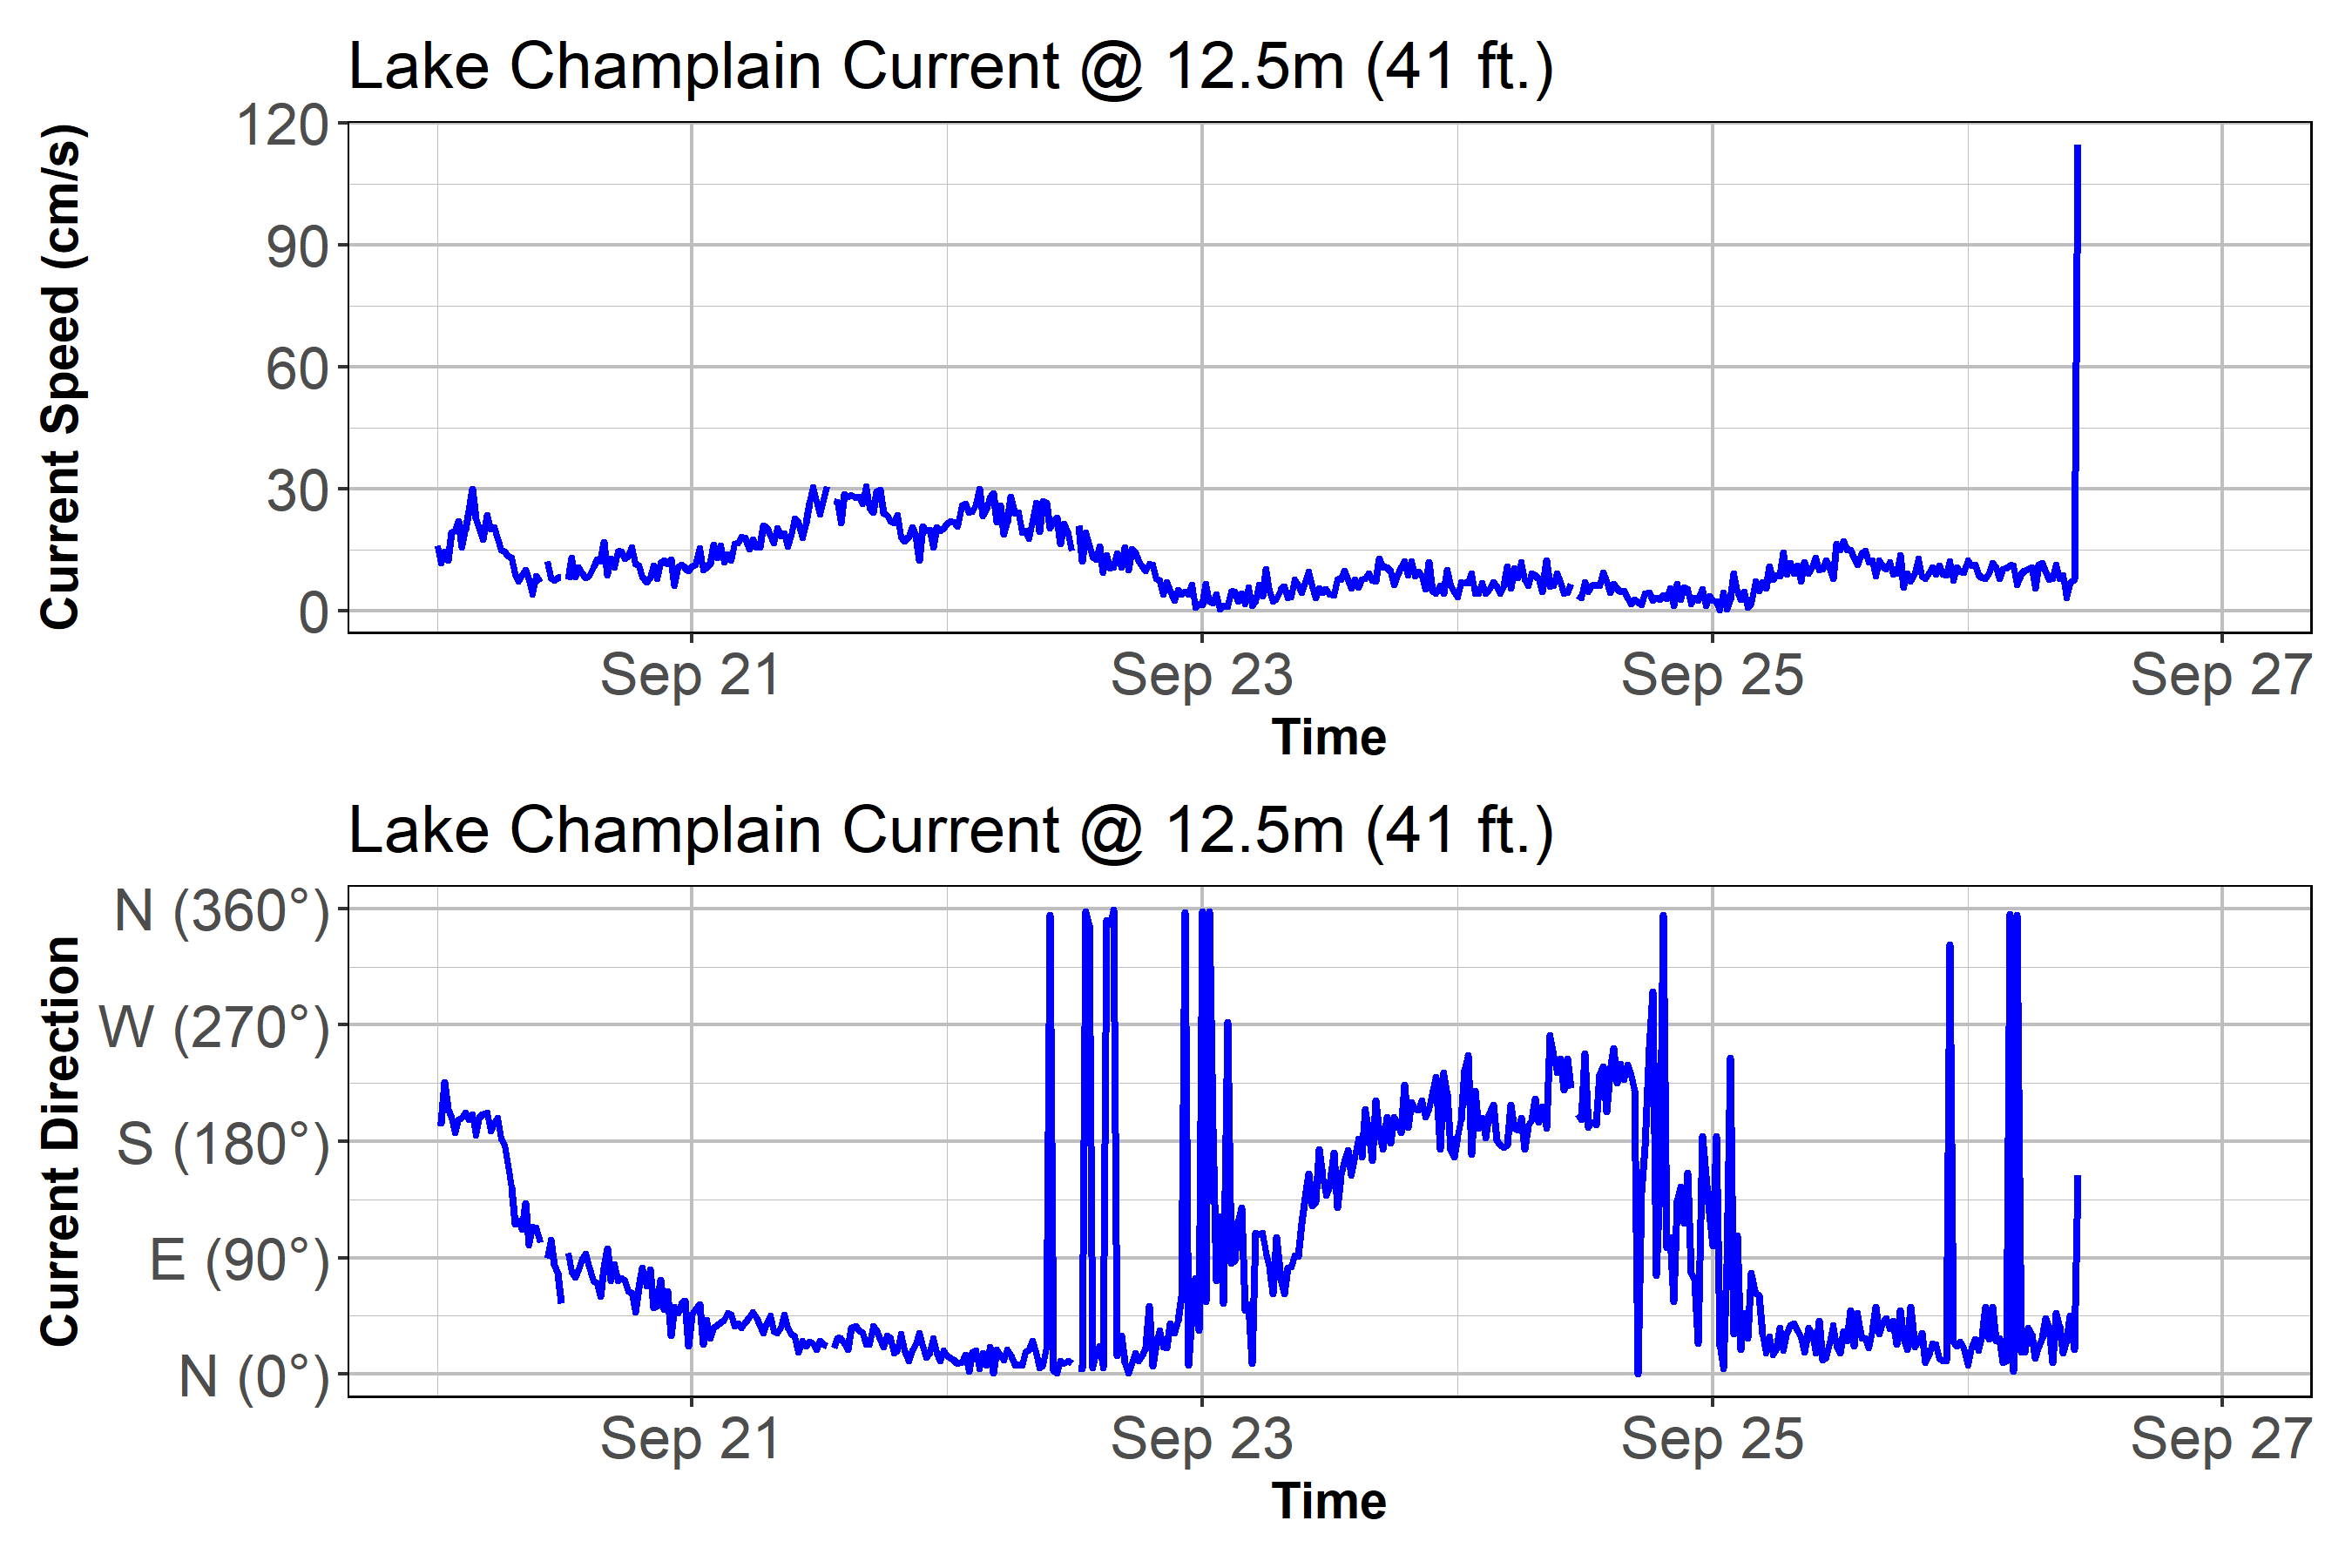 Lake Champlain Current @ 12.5m (41 ft.)
Current Speed (cm/s)
120
90
60
30
0
Sep 21 Sep 23 Sep 25 Sep 27
Time
Lake Champlain Current @ 12.5m (41 ft.)
Current Direction
N (360°)
W (270°)
S (180°)
E (90°)
N (0°)
Sep 21 Sep 23 Sep 25 Sep 27
Time